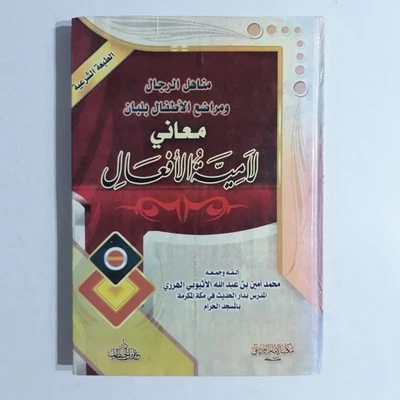 الطبعة الشرعية
مناهل الرجال
ومراضع الأطفال بلبان
معاني
لامية الأفعال
ألفه وجمعه
محمد أمين بن عبد الله الأثيوبي الهرري
المدرس بدار الحديث في مكة المكرمة
بالمسجد الحرام